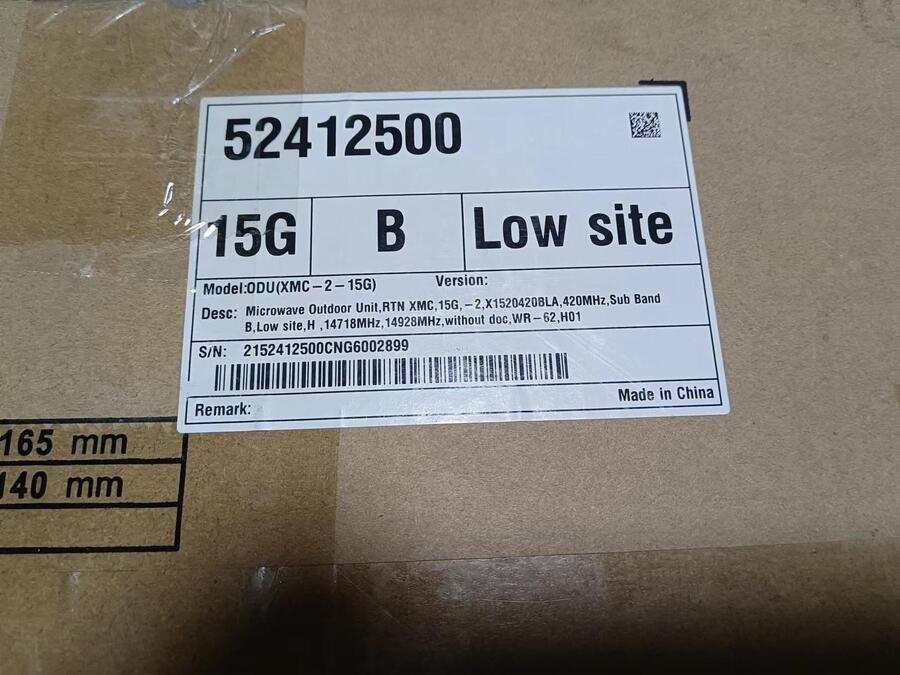 52412500
15G B Low site
Model:ODU(XMC-2-15G) Version:
Desc: Microwave Outdoor Unit,RTN XMC,15G,-2,X1520420BLA,420MHz,Sub Band
B,Low site,H ,14718MHz,14928MHz,without doc,WR-62,H01
S/N: 2152412500CNG6002899
Remark: Made in China
165 mm
140 mm